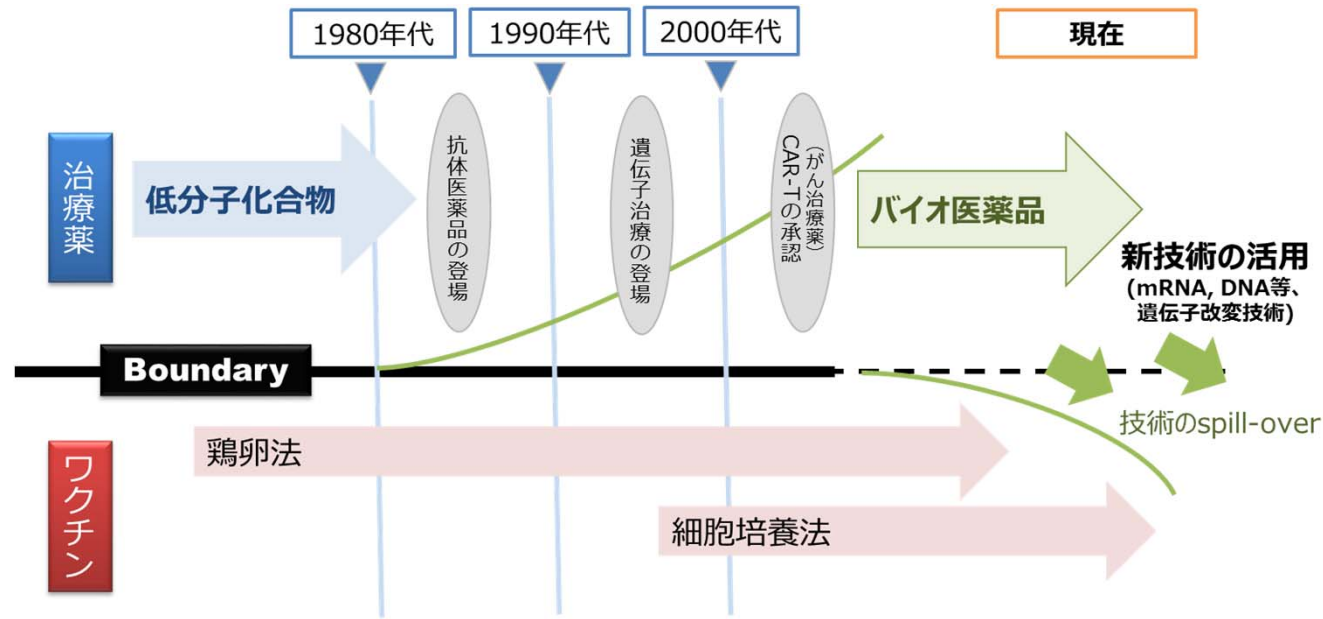 1980年代
1990年代
2000年代
現在
治療薬
低分子化合物
抗体医薬品の登場
遺伝子治療の登場
(がん治療薬)
CAR-Tの承認
バイオ医薬品
新技術の活用
(mRNA, DNA等、
遺伝子改変技術)
Boundary
技術のspill-over
ワクチン
鶏卵法
細胞培養法